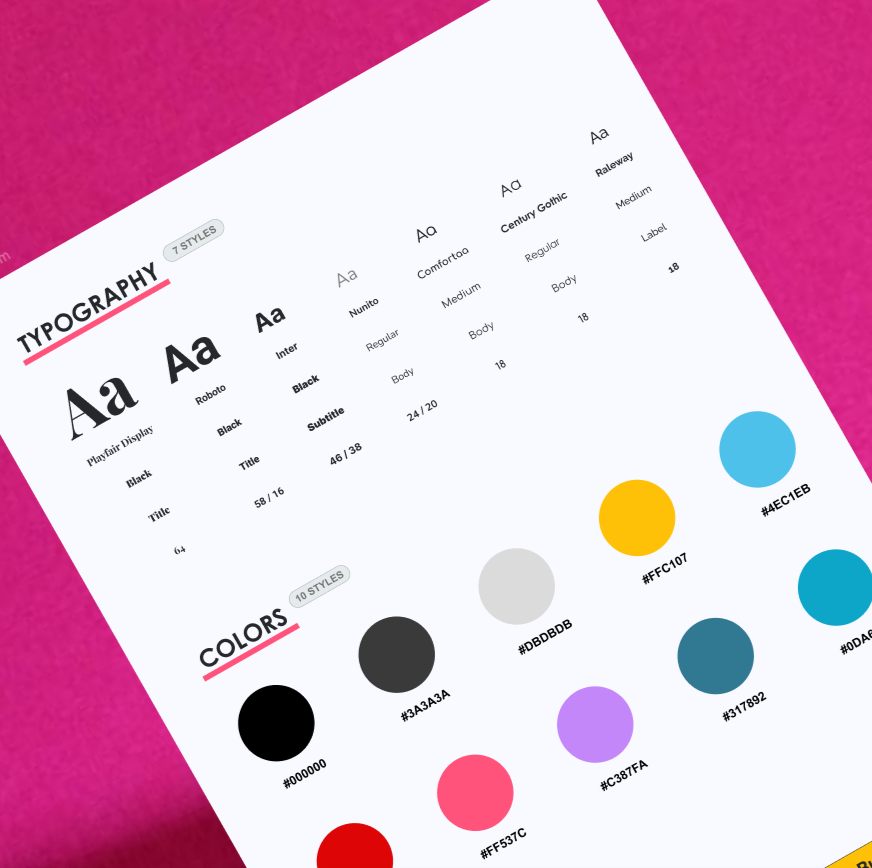 TYPOGRAPHY
7 STYLES
Aa Aa Aa Aa Aa Aa Aa
Playfair Display Roboto Inter Nunito Comfortaa Century Gothic Raleway
Black Black Black Regular Medium Regular Medium
Title Title Subtitle Body Body Body Label
64 58 / 16 46 / 38 24 / 20 18 18 18
COLORS
10 STYLES
#000000 #3A3A3A #DBDBDB #FFC107 #4EC1EB
#FF537C #C387FA #317892